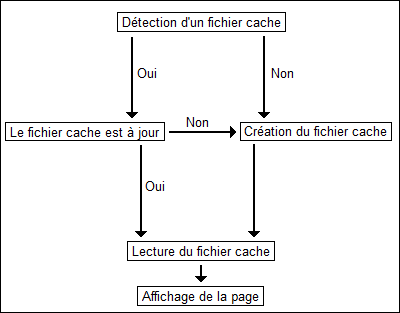 Détection d'un fichier cache
Oui
Non
Le fichier cache est à jour
Non
Création du fichier cache
Oui
Lecture du fichier cache
Affichage de la page